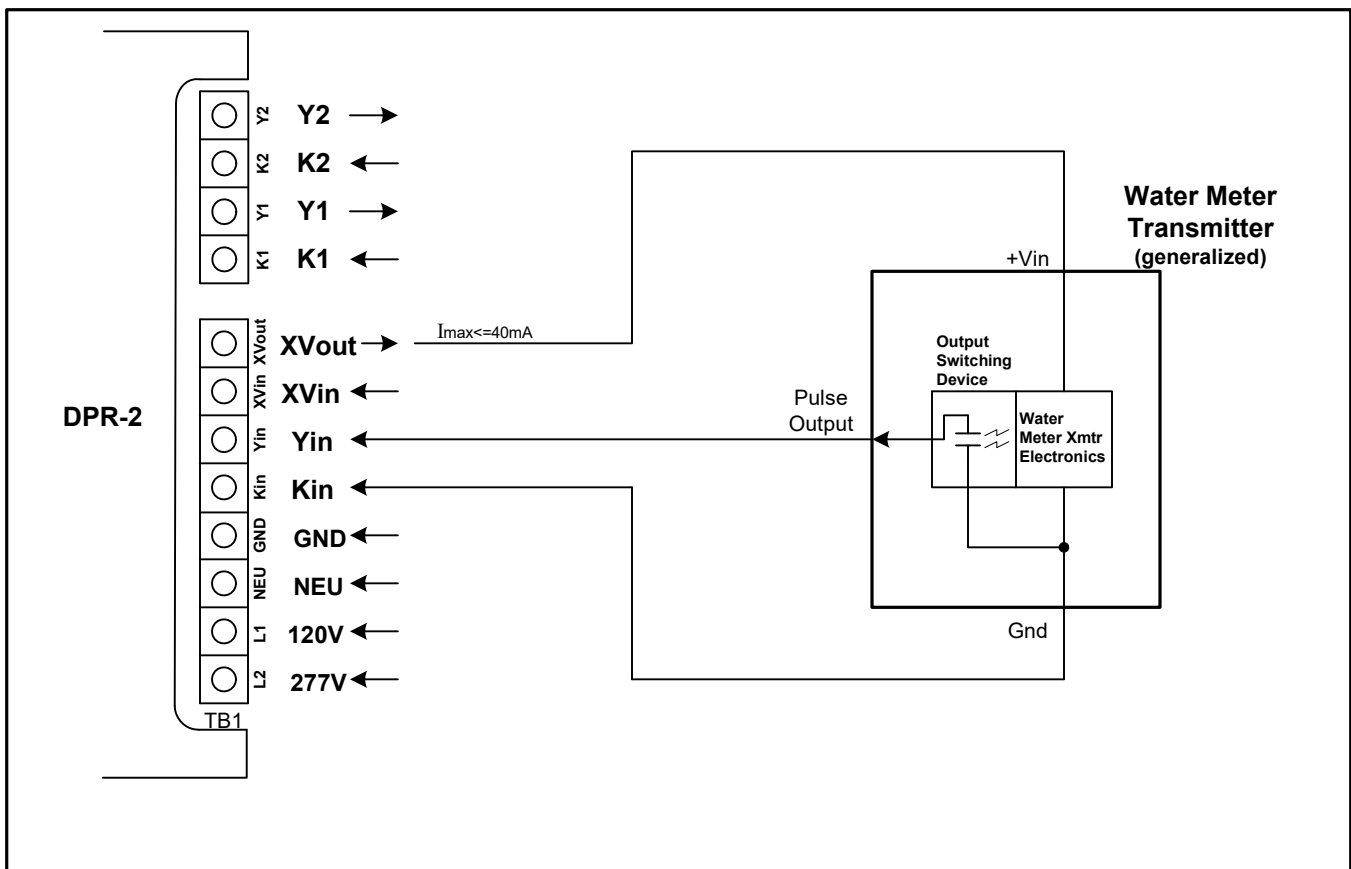 Y2 Y2
K2 K2
Y1 Y1
K1 K1
XVout XVout
Imax<=40mA
XVin XVin
Yin Yin
Kin Kin
GND GND
NEU NEU
L1 120V
L2 277V
TB1
DPR-2
Water Meter
Transmitter
(generalized)
+Vin
Output
Switching
Device
Pulse
Output
Water
Meter Xmtr
Electronics
Gnd